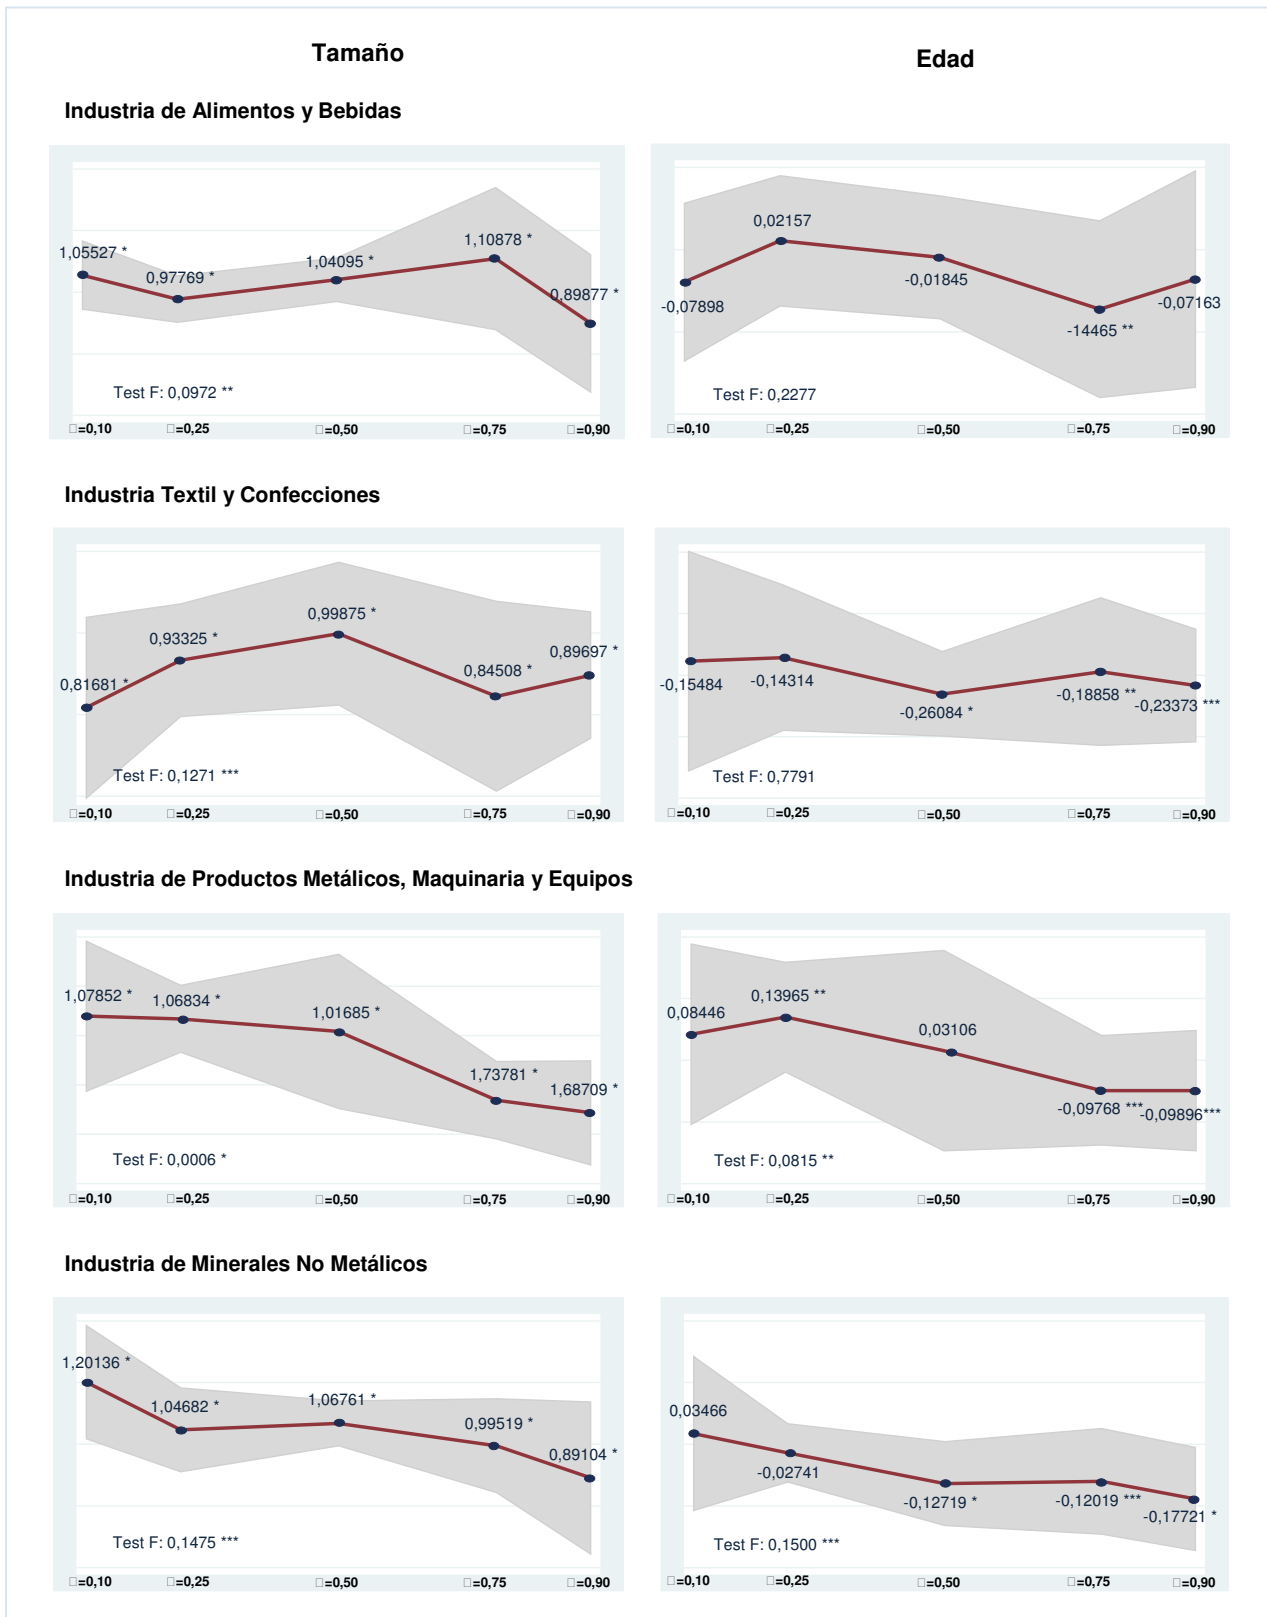 Tamaño
Edad
Industria de Alimentos y Bebidas
1,05527 *
0,97769 *
1,04095 *
1,10878 *
0,89877 *
Test F: 0,0972 **
□=0,10 □=0,25 □=0,50 □=0,75 □=0,90
-0,07898
0,02157
-0,01845
-14465 **
-0,07163
Test F: 0,2277
□=0,10 □=0,25 □=0,50 □=0,75 □=0,90
Industria Textil y Confecciones
0,81681 *
0,93325 *
0,99875 *
0,84508 *
0,89697 *
Test F: 0,1271 ***
□=0,10 □=0,25 □=0,50 □=0,75 □=0,90
-0,15484
-0,14314
-0,26084 *
-0,18858 **
-0,23373 ***
Test F: 0,7791
□=0,10 □=0,25 □=0,50 □=0,75 □=0,90
Industria de Productos Metálicos, Maquinaria y Equipos
1,07852 *
1,06834 *
1,01685 *
1,73781 *
1,68709 *
Test F: 0,0006 *
□=0,10 □=0,25 □=0,50 □=0,75 □=0,90
0,08446
0,13965 **
0,03106
-0,09768 ***
-0,09896***
Test F: 0,0815 **
□=0,10 □=0,25 □=0,50 □=0,75 □=0,90
Industria de Minerales No Metálicos
1,20136 *
1,04682 *
1,06761 *
0,99519 *
0,89104 *
Test F: 0,1475 ***
□=0,10 □=0,25 □=0,50 □=0,75 □=0,90
0,03466
-0,02741
-0,12719 *
-0,12019 ***
-0,17721 *
Test F: 0,1500 ***
□=0,10 □=0,25 □=0,50 □=0,75 □=0,90